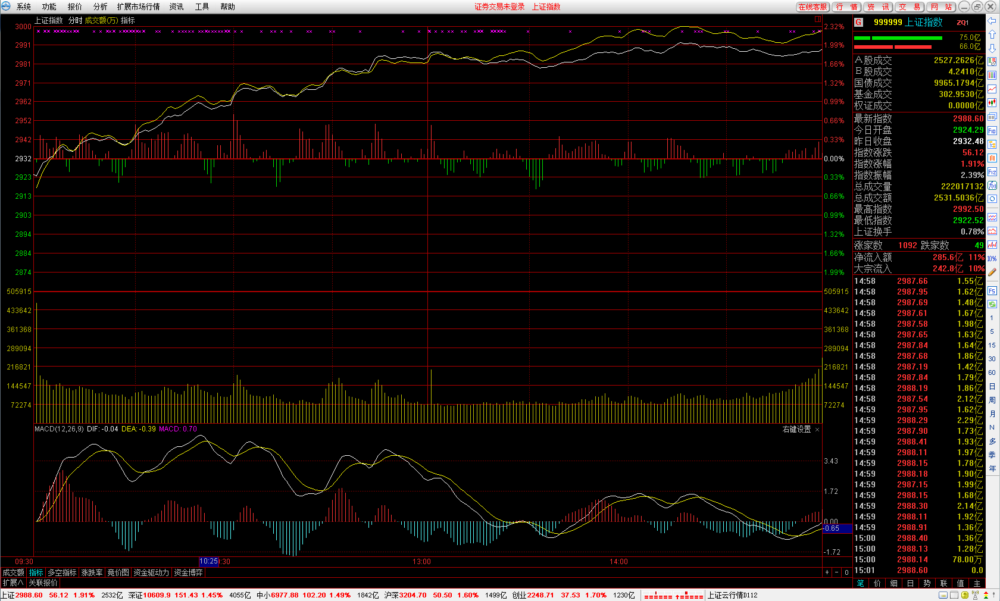 系统 功能 报价 分析 扩展市场行情 资讯 工具 帮助 证券交易未登录 上证指数 在线客服 行 情 资 讯 交 易 网 站
上证指数 分时 成交额(万) 指标
3000 2.32%
2991 1.99%
2981 1.66%
2971 1.32%
2962 0.99%
2952 0.66%
2942 0.33%
2932 0.00%
2923 0.33%
2913 0.66%
2903 0.99%
2894 1.32%
2884 1.66%
2874 1.99%
505915 505915
433642 433642
361368 361368
289094 289094
216821 216821
144547 144547
72274 72274
MACD(12,26,9) DIF: -0.04 DEA: -0.39 MACD: 0.70 右键设置 ×
3.43
1.72
0.00
-0.65
-1.72
09:30 10:25 :30 13:00 14:00
成交额 指标 多空指标 涨跌率 竞价图 资金驱动力 资金博弈 + - 0
扩展∧ 关联报价
G 999999 上证指数 ZQ1
75.0亿
66.0亿
A股成交 2527.2626亿
B股成交 4.2410亿
国债成交 9965.1794亿
基金成交 302.9530亿
权证成交 0.0000亿
最新指数 2988.60
今日开盘 2924.29
昨日收盘 2932.48
指数涨跌 56.12
指数涨幅 1.91%
指数振幅 2.39%
总成交量 222017132
总成交额 2531.5036亿
最高指数 2992.50
最低指数 2922.52
上证换手 0.78%
涨家数 1092 跌家数 49
净流入额 285.6亿 11%
大宗流入 242.8亿 10%
14:58 2987.66 1.55亿
14:58 2987.95 1.62亿
14:58 2987.69 1.48亿
14:58 2987.61 1.67亿
14:58 2987.58 1.98亿
14:58 2987.65 1.63亿
14:58 2987.84 1.64亿
14:58 2987.68 1.86亿
14:58 2987.19 1.42亿
14:58 2987.84 1.79亿
14:58 2988.19 1.86亿
14:58 2987.54 2.12亿
14:59 2987.95 1.62亿
14:59 2988.29 2.29亿
14:59 2987.90 1.73亿
14:59 2988.41 1.93亿
14:59 2988.11 1.97亿
14:59 2988.15 1.78亿
14:59 2988.18 1.90亿
14:59 2987.15 1.99亿
14:59 2988.15 1.68亿
14:59 2988.30 2.14亿
14:59 2988.11 1.92亿
14:59 2988.91 1.36亿
15:00 2988.40 1.36亿
15:00 2988.13 1.28亿
15:00 2988.14 78.00万
15:01 2988.60 0.0
笔 价 细 日 势 联 值 主
F10
自
F12
10%
F5
1
5
15
30
60
日
周
月
N
多
季
年
上证2988.60 56.12 1.91% 2532亿 深证10609.9 151.43 1.45% 4055亿 中小6977.88 102.20 1.49% 1842亿 沪深3204.70 50.50 1.60% 1499亿 创业2248.71 37.53 1.70% 1230亿 上证云行情D112